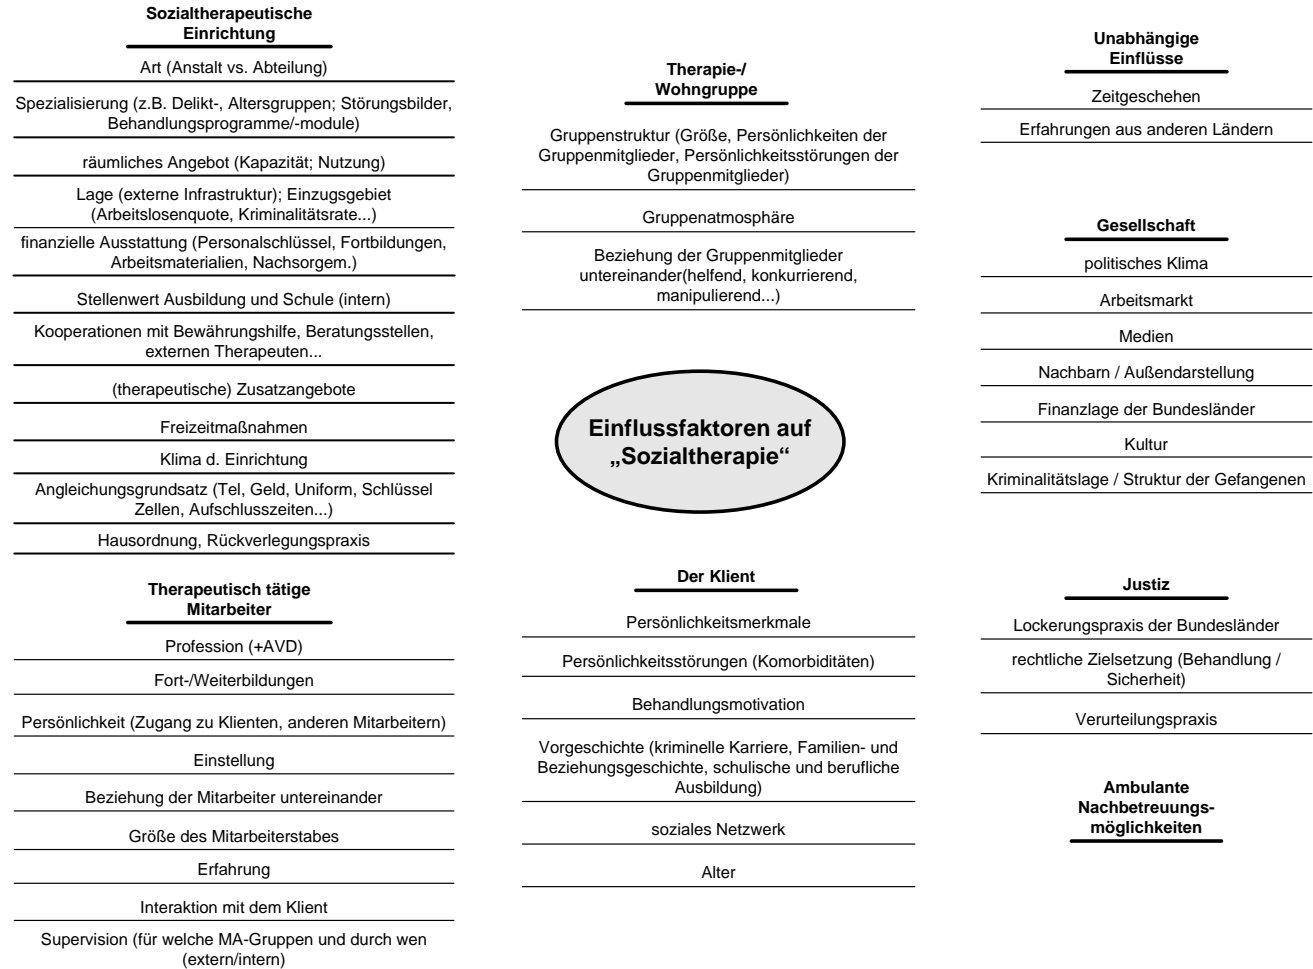 Sozialtherapeutische
Einrichtung
Art (Anstalt vs. Abteilung)
Spezialisierung (z.B. Delikt-, Altersgruppen; Störungsbilder,
Behandlungsprogramme/-module)
räumliches Angebot (Kapazität; Nutzung)
Lage (externe Infrastruktur); Einzugsgebiet
(Arbeitslosenquote, Kriminalitätsrate...)
finanzielle Ausstattung (Personalschlüssel, Fortbildungen,
Arbeitsmaterialien, Nachsorgem.)
Stellenwert Ausbildung und Schule (intern)
Kooperationen mit Bewährungshilfe, Beratungsstellen,
externen Therapeuten...
(therapeutische) Zusatzangebote
Freizeitmaßnahmen
Klima d. Einrichtung
Angleichungsgrundsatz (Tel, Geld, Uniform, Schlüssel
Zellen, Aufschlusszeiten...)
Hausordnung, Rückverlegungspraxis
Therapeutisch tätige
Mitarbeiter
Profession (+AVD)
Fort-/Weiterbildungen
Persönlichkeit (Zugang zu Klienten, anderen Mitarbeitern)
Einstellung
Beziehung der Mitarbeiter untereinander
Größe des Mitarbeiterstabes
Erfahrung
Interaktion mit dem Klient
Supervision (für welche MA-Gruppen und durch wen
(extern/intern)
Therapie-/
Wohngruppe
Gruppenstruktur (Größe, Persönlichkeiten der
Gruppenmitglieder, Persönlichkeitsstörungen der
Gruppenmitglieder)
Gruppenatmosphäre
Beziehung der Gruppenmitglieder
untereinander(helfend, konkurrierend,
manipulierend...)
Einflussfaktoren auf
„Sozialtherapie“
Der Klient
Persönlichkeitsmerkmale
Persönlichkeitsstörungen (Komorbiditäten)
Behandlungsmotivation
Vorgeschichte (kriminelle Karriere, Familien- und
Beziehungsgeschichte, schulische und berufliche
Ausbildung)
soziales Netzwerk
Alter
Unabhängige
Einflüsse
Zeitgeschehen
Erfahrungen aus anderen Ländern
Gesellschaft
politisches Klima
Arbeitsmarkt
Medien
Nachbarn / Außendarstellung
Finanzlage der Bundesländer
Kultur
Kriminalitätslage / Struktur der Gefangenen
Justiz
Lockerungspraxis der Bundesländer
rechtliche Zielsetzung (Behandlung /
Sicherheit)
Verurteilungspraxis
Ambulante
Nachbetreuungs-
möglichkeiten